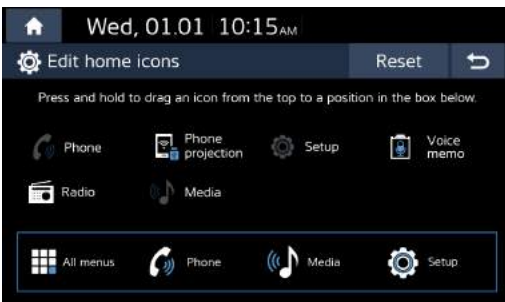 Wed, 01.01 10:15AM
Edit home icons Reset
Press and hold to drag an icon from the top to a position in the box below.
Phone Phone projection Setup Voice memo
Radio Media
All menus Phone Media Setup